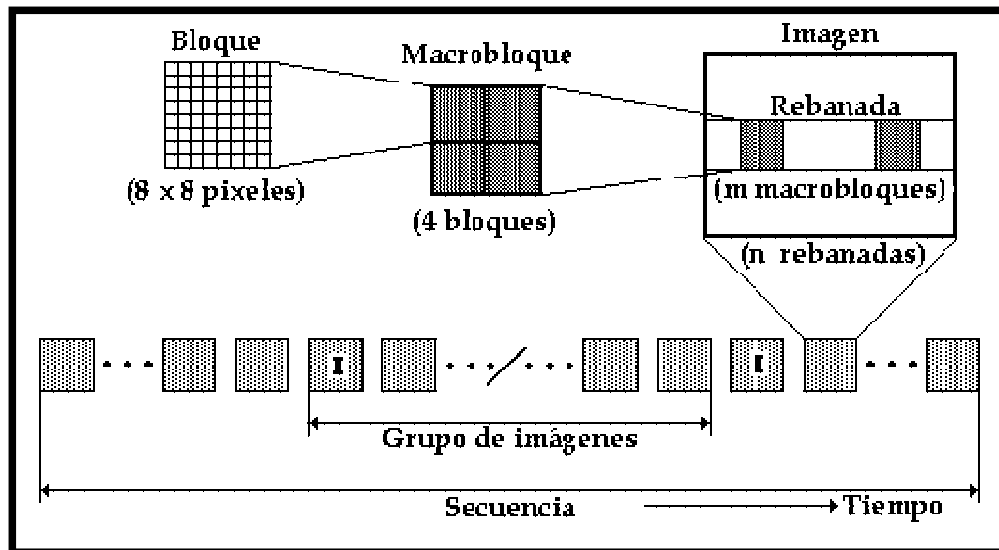 Bloque
Macrobloque
Imagen
Rebanada
(8 x 8 pixeles)
(4 bloques)
(m macrobloques)
(n rebanadas)
I
I
Grupo de imágenes
Secuencia
Tiempo